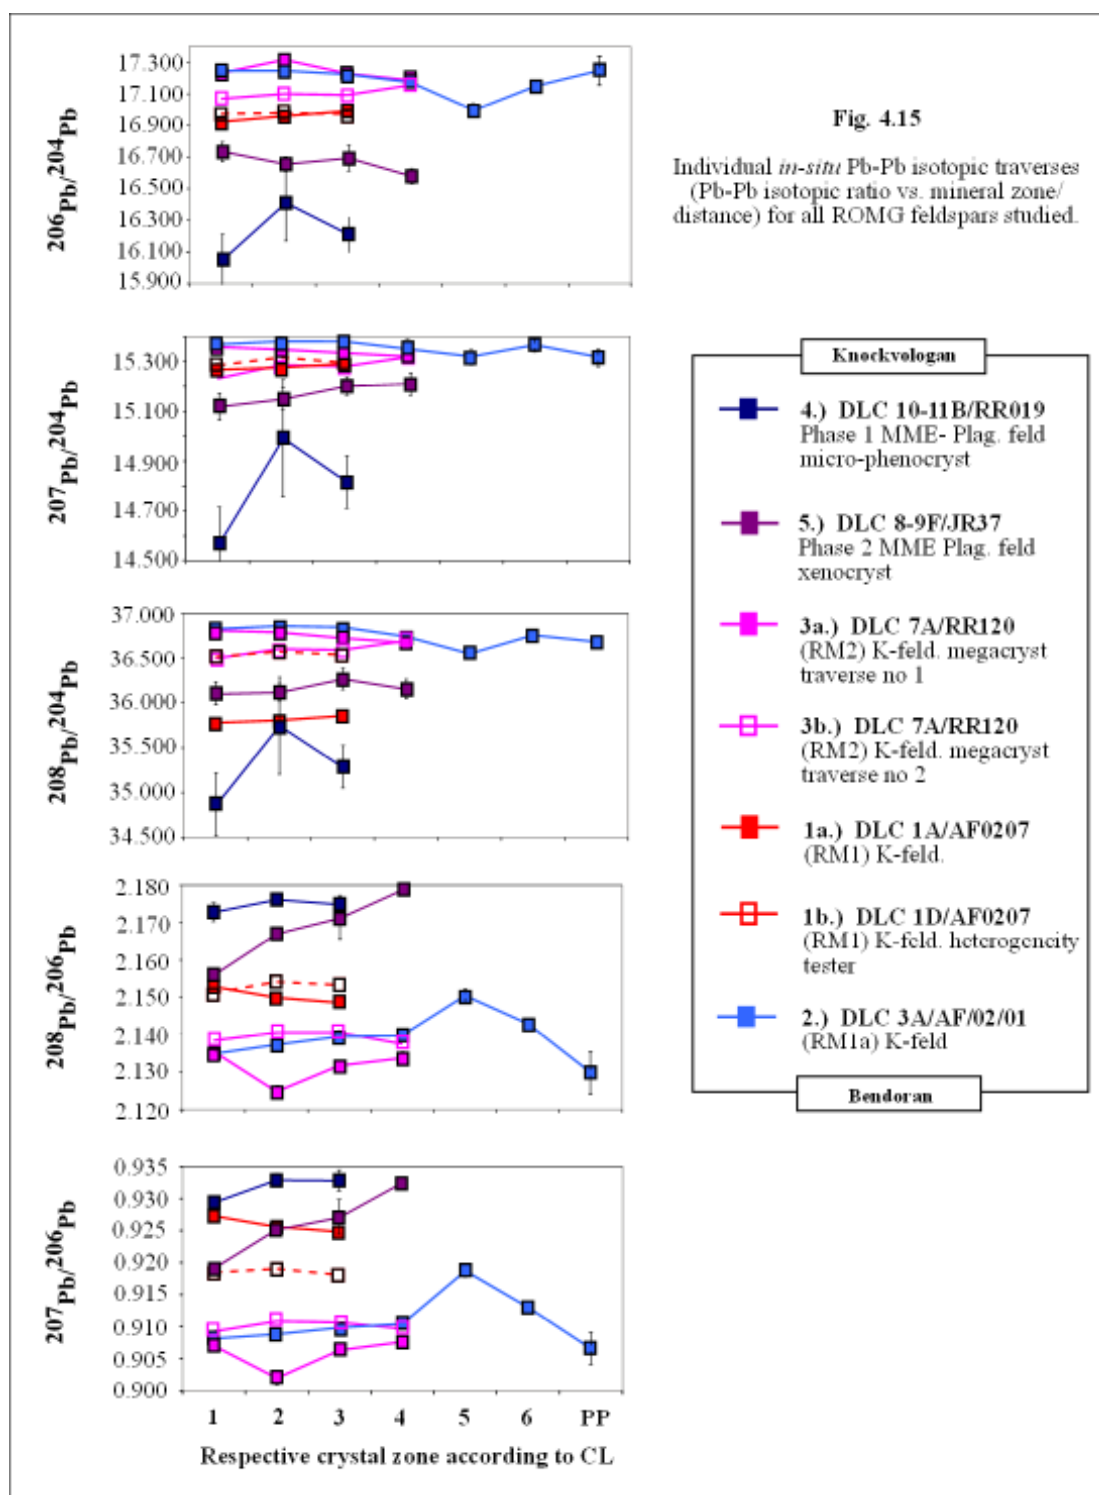 17.300
17.100
16.900
16.700
16.500
16.300
16.100
15.900
206Pb/204Pb
Fig. 4.15
Individual in-situ Pb-Pb isotopic traverses
(Pb-Pb isotopic ratio vs. mineral zone/
distance) for all ROMG feldspars studied.
15.300
15.100
14.900
14.700
14.500
207Pb/204Pb
37.000
36.500
36.000
35.500
35.000
34.500
208Pb/204Pb
2.180
2.170
2.160
2.150
2.140
2.130
2.120
208Pb/206Pb
0.935
0.930
0.925
0.920
0.915
0.910
0.905
0.900
207Pb/206Pb
1 2 3 4 5 6 PP
Respective crystal zone according to CL
Knockvologan
4.) DLC 10-11B/RR019
Phase 1 MME- Plag. feld
micro-phenocryst
5.) DLC 8-9F/JR37
Phase 2 MME Plag. feld
xenocryst
3a.) DLC 7A/RR120
(RM2) K-feld. megacryst
traverse no 1
3b.) DLC 7A/RR120
(RM2) K-feld. megacryst
traverse no 2
1a.) DLC 1A/AF0207
(RM1) K-feld.
1b.) DLC 1D/AF0207
(RM1) K-feld. heterogeneity
tester
2.) DLC 3A/AF/02/01
(RM1a) K-feld
Bendoran